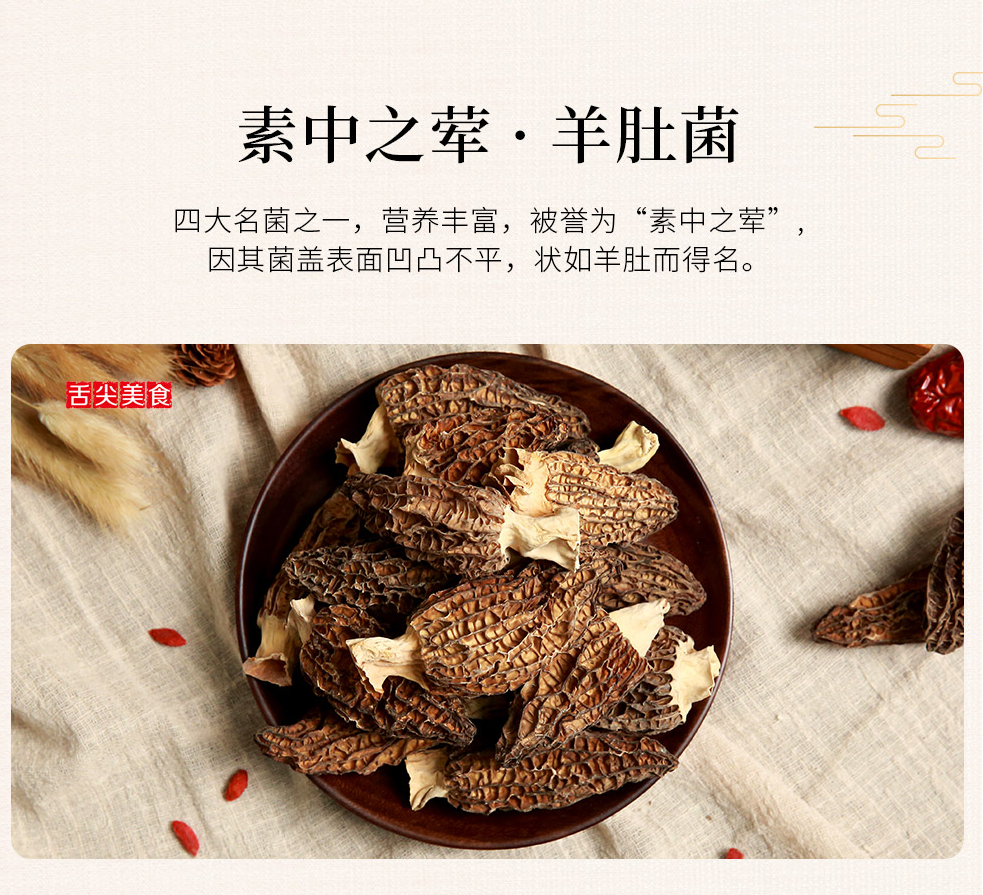 素中之荤·羊肚菌
四大名菌之一，营养丰富，被誉为“素中之荤”，
因其菌盖表面凹凸不平，状如羊肚而得名。
舌尖美食